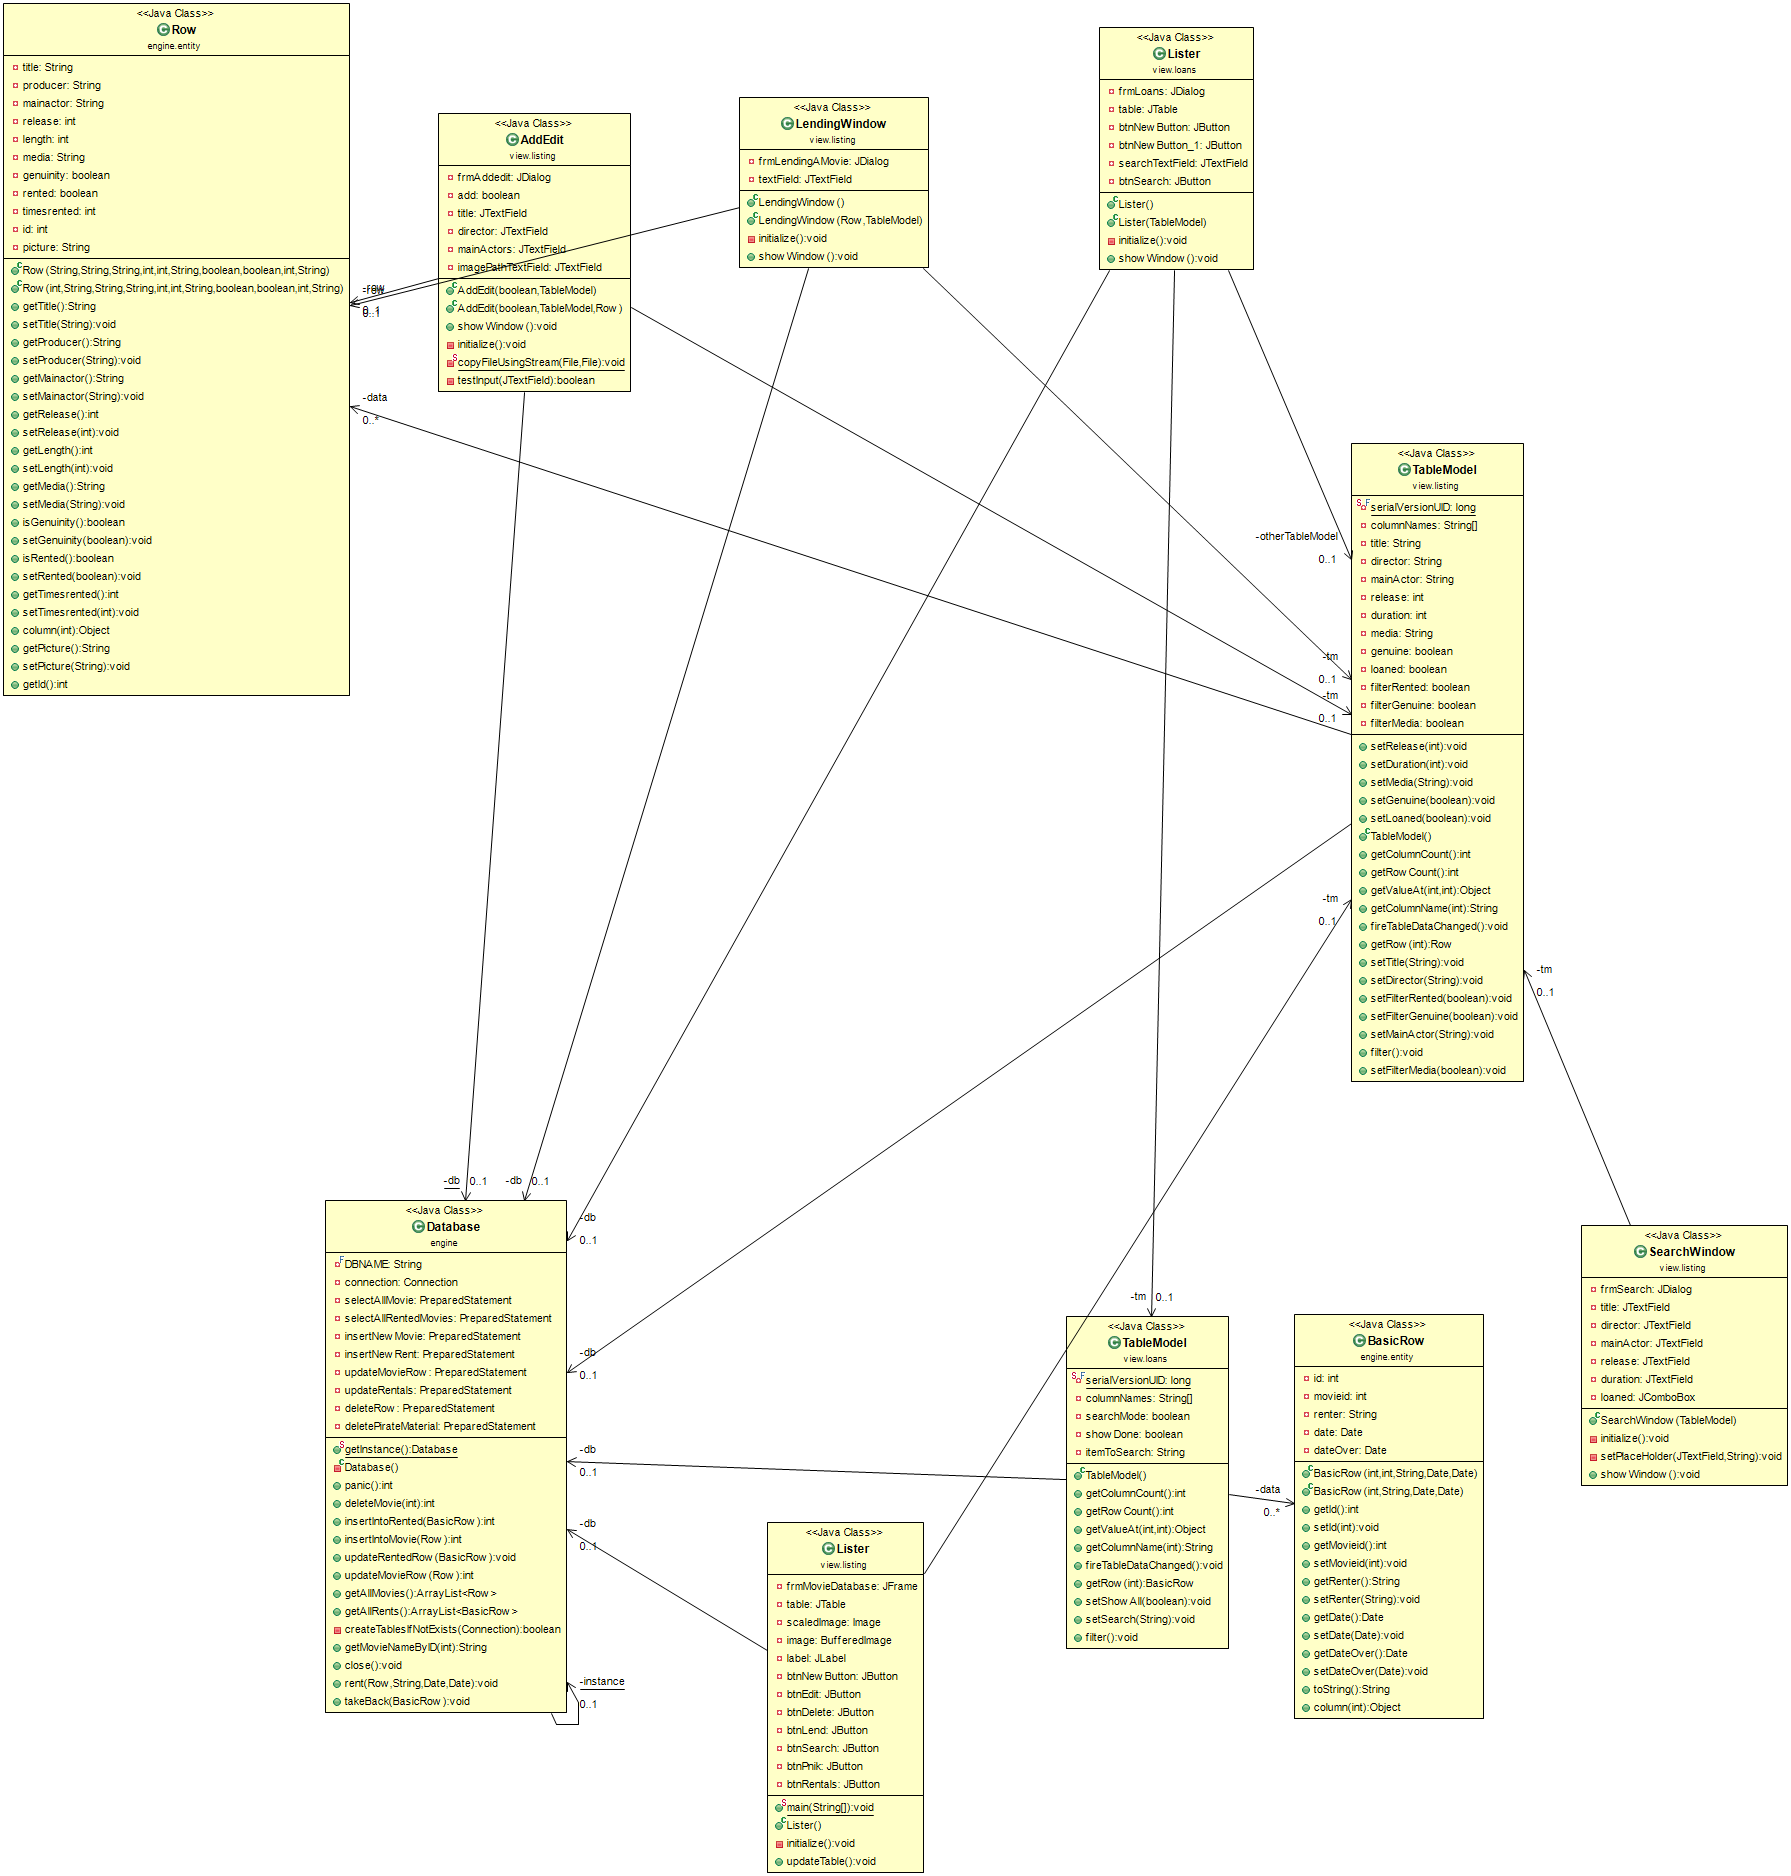 <<Java Class>>
Row
engine.entity
title: String
producer: String
mainactor: String
release: int
length: int
media: String
genuinity: boolean
rented: boolean
timesrented: int
id: int
picture: String
Row(String,String,String,int,int,String,boolean,boolean,int,String)
Row(int,String,String,String,int,int,String,boolean,boolean,int,String)
getTitle():String
setTitle(String):void
getProducer():String
setProducer(String):void
getMainactor():String
setMainactor(String):void
getRelease():int
setRelease(int):void
getLength():int
setLength(int):void
getMedia():String
setMedia(String):void
isGenuinity():boolean
setGenuinity(boolean):void
isRented():boolean
setRented(boolean):void
getTimesrented():int
setTimesrented(int):void
column(int):Object
getPicture():String
setPicture(String):void
getId():int
-row
0..1
-row
0..1
-data
0..*
<<Java Class>>
AddEdit
view.listing
frmAddedit: JDialog
add: boolean
title: JTextField
director: JTextField
mainActors: JTextField
imagePathTextField: JTextField
AddEdit(boolean,TableModel)
AddEdit(boolean,TableModel,Row)
showWindow():void
initialize():void
copyFileUsingStream(File,File):void
testInput(JTextField):boolean
<<Java Class>>
LendingWindow
view.listing
frmLendingAMovie: JDialog
textField: JTextField
LendingWindow()
LendingWindow(Row,TableModel)
initialize():void
showWindow():void
<<Java Class>>
Lister
view.loans
frmLoans: JDialog
table: JTable
btnNewButton: JButton
btnNewButton_1: JButton
searchTextField: JTextField
btnSearch: JButton
Lister()
Lister(TableModel)
initialize():void
showWindow():void
-otherTableModel
0..1
-tm
0..1
-tm
0..1
-tm
0..1
<<Java Class>>
TableModel
view.listing
serialVersionUID: long
columnNames: String[]
title: String
director: String
mainActor: String
release: int
duration: int
media: String
genuine: boolean
loaned: boolean
filterRented: boolean
filterGenuine: boolean
filterMedia: boolean
setRelease(int):void
setDuration(int):void
setMedia(String):void
setGenuine(boolean):void
setLoaned(boolean):void
TableModel()
getColumnCount():int
getRowCount():int
getValueAt(int,int):Object
getColumnName(int):String
fireTableDataChanged():void
getRow(int):Row
setTitle(String):void
setDirector(String):void
setFilterRented(boolean):void
setFilterGenuine(boolean):void
setMainActor(String):void
filter():void
setFilterMedia(boolean):void
-tm
0..1
-db 0..1
-db 0..1
<<Java Class>>
Database
engine
DBNAME: String
connection: Connection
selectAllMovie: PreparedStatement
selectAllRentedMovies: PreparedStatement
insertNewMovie: PreparedStatement
insertNewRent: PreparedStatement
updateMovieRow: PreparedStatement
updateRentals: PreparedStatement
deleteRow: PreparedStatement
deletePirateMaterial: PreparedStatement
getInstance():Database
Database()
panic():int
deleteMovie(int):int
insertIntoRented(BasicRow):int
insertIntoMovie(Row):int
updateRentedRow(BasicRow):void
updateMovieRow(Row):int
getAllMovies():ArrayList<Row>
getAllRents():ArrayList<BasicRow>
createTablesIfNotExists(Connection):boolean
getMovieNameByID(int):String
close():void
rent(Row,String,Date,Date):void
takeBack(BasicRow):void
-db
0..1
-db
0..1
-db
0..1
-db
0..1
-instance
0..1
<<Java Class>>
Lister
view.listing
frmMovieDatabase: JFrame
table: JTable
scaledImage: Image
image: BufferedImage
label: JLabel
btnNewButton: JButton
btnEdit: JButton
btnDelete: JButton
btnLend: JButton
btnSearch: JButton
btnPnik: JButton
btnRentals: JButton
main(String[]):void
Lister()
initialize():void
updateTable():void
-tm 0..1
<<Java Class>>
TableModel
view.loans
serialVersionUID: long
columnNames: String[]
searchMode: boolean
showDone: boolean
itemToSearch: String
TableModel()
getColumnCount():int
getRowCount():int
getValueAt(int,int):Object
getColumnName(int):String
fireTableDataChanged():void
getRow(int):BasicRow
setShowAll(boolean):void
setSearch(String):void
filter():void
-data
0..*
<<Java Class>>
BasicRow
engine.entity
id: int
movieid: int
renter: String
date: Date
dateOver: Date
BasicRow(int,int,String,Date,Date)
BasicRow(int,String,Date,Date)
getId():int
setId(int):void
getMovieid():int
setMovieid(int):void
getRenter():String
setRenter(String):void
getDate():Date
setDate(Date):void
getDateOver():Date
setDateOver(Date):void
toString():String
column(int):Object
<<Java Class>>
SearchWindow
view.listing
frmSearch: JDialog
title: JTextField
director: JTextField
mainActor: JTextField
release: JTextField
duration: JTextField
loaned: JComboBox
SearchWindow(TableModel)
initialize():void
setPlaceHolder(JTextField,String):void
showWindow():void